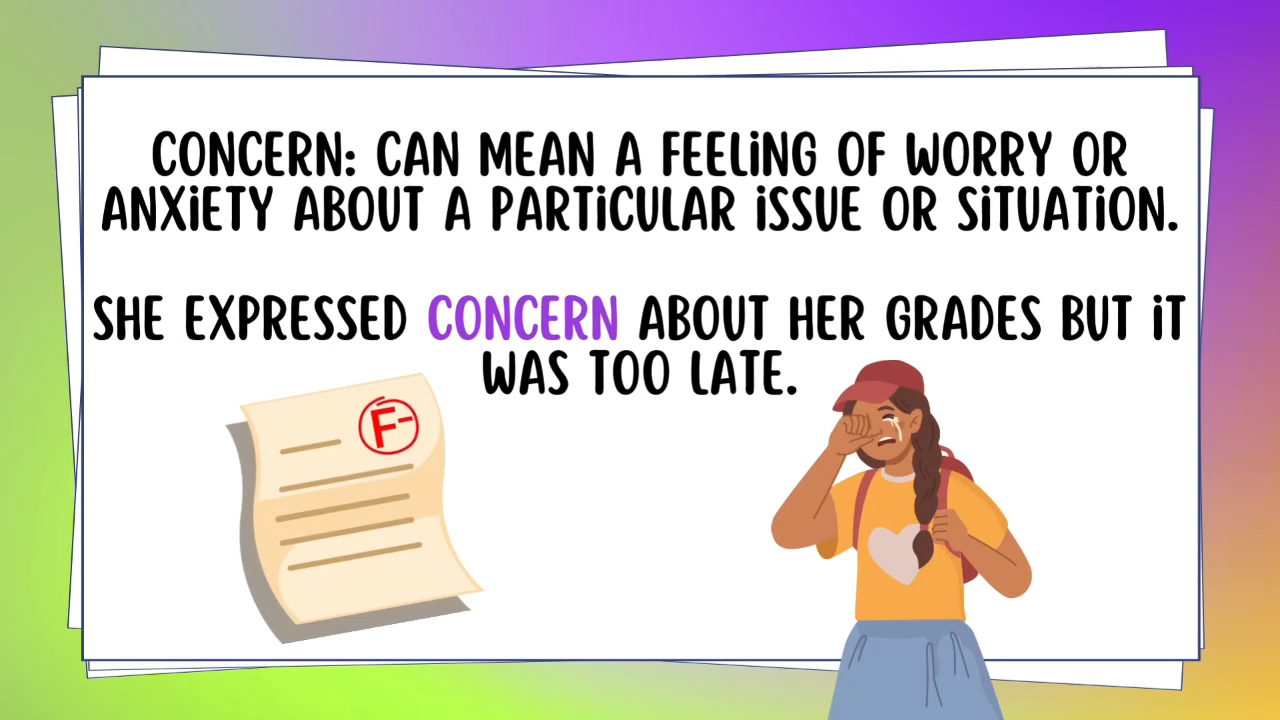 CONCERN: CAN MEAN A FEELING OF WORRY OR
ANXIETY ABOUT A PARTICULAR ISSUE OR SITUATION.
SHE EXPRESSED CONCERN ABOUT HER GRADES BUT IT
WAS TOO LATE.
F-